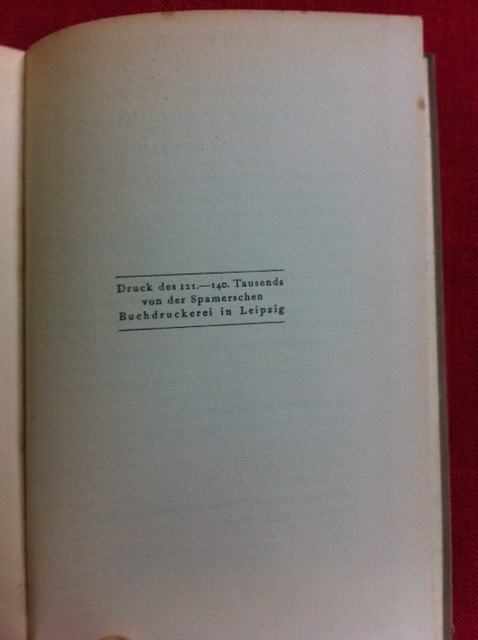 Druck des 121.—140. Tausends
von der Spamerschen
Buchdruckerei in Leipzig